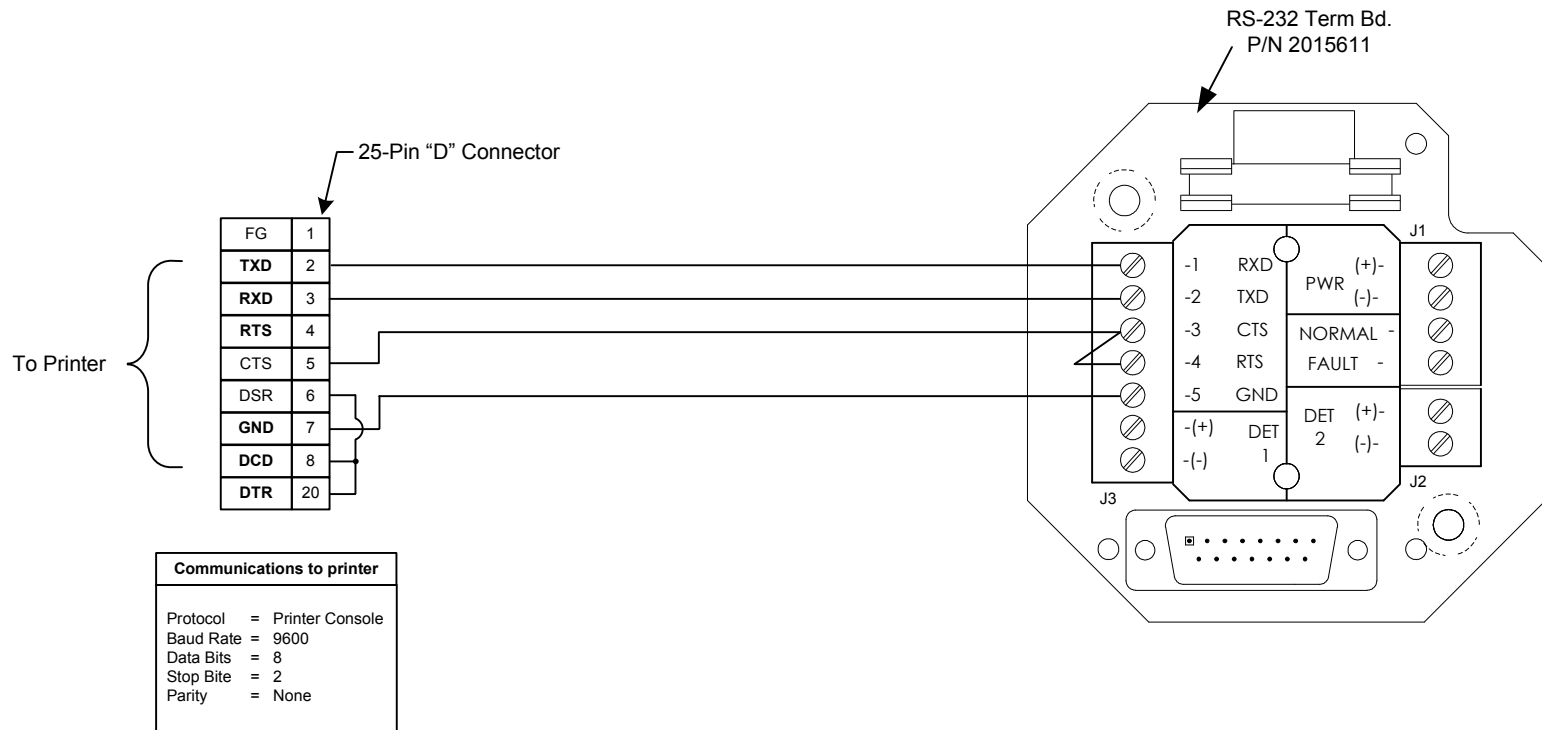 RS-232 Term Bd.
P/N 2015611
25-Pin “D” Connector
FG 1
TXD 2
RXD 3
RTS 4
CTS 5
DSR 6
GND 7
DCD 8
DTR 20
To Printer
J1
-1 RXD
-2 TXD
-3 CTS
-4 RTS
-5 GND
-(+) DET
-(-) 1
PWR (+)-
(-)-
NORMAL -
FAULT -
DET (+)-
2 (-)-
J3
J2
Communications to printer
Protocol = Printer Console
Baud Rate = 9600
Data Bits = 8
Stop Bite = 2
Parity = None